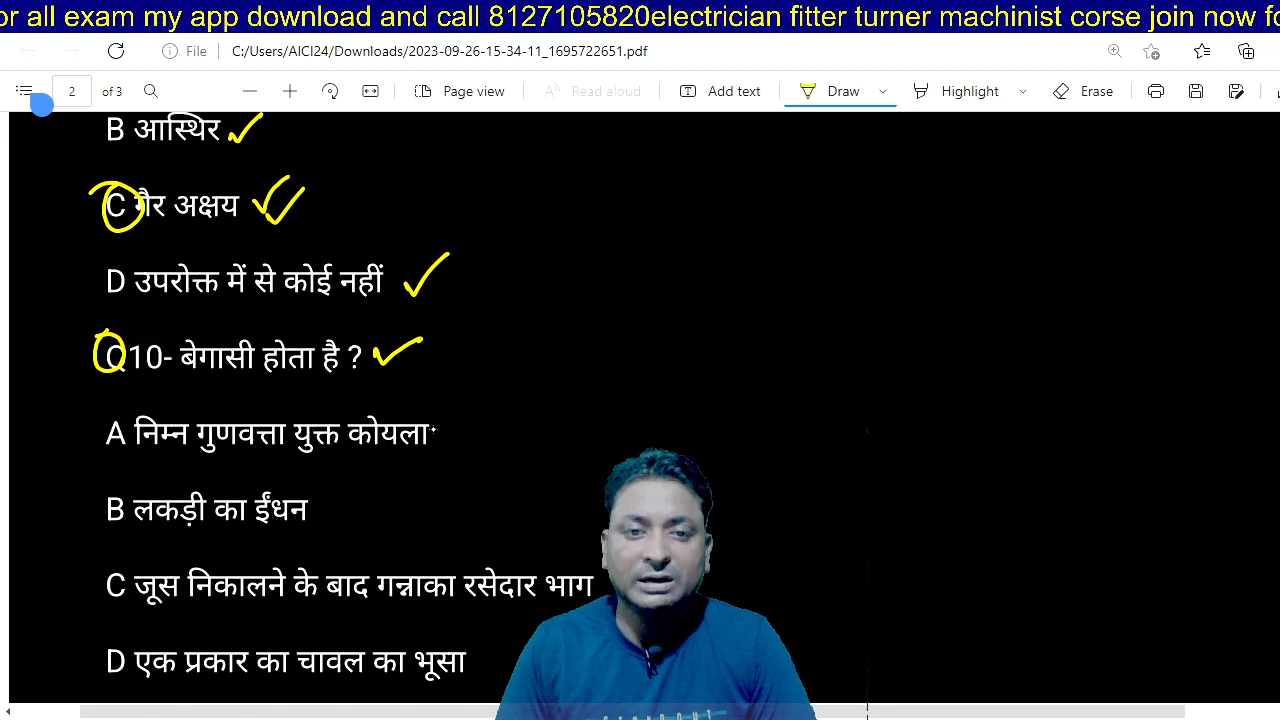 or all exam my app download and call 8127105820electrician fitter turner machinist corse join now fo
File C:/Users/AICI24/Downloads/2023-09-26-15-34-11_1695722651.pdf
2 of 3 Page view Read aloud Add text Draw Highlight Erase
B आस्थिर
C गैर अक्षय
D उपरोक्त में से कोई नहीं
Q10- बेगासी होता है ?
A निम्न गुणवत्ता युक्त कोयला
B लकड़ी का ईंधन
C जूस निकालने के बाद गन्नाका रसेदार भाग
D एक प्रकार का चावल का भूसा